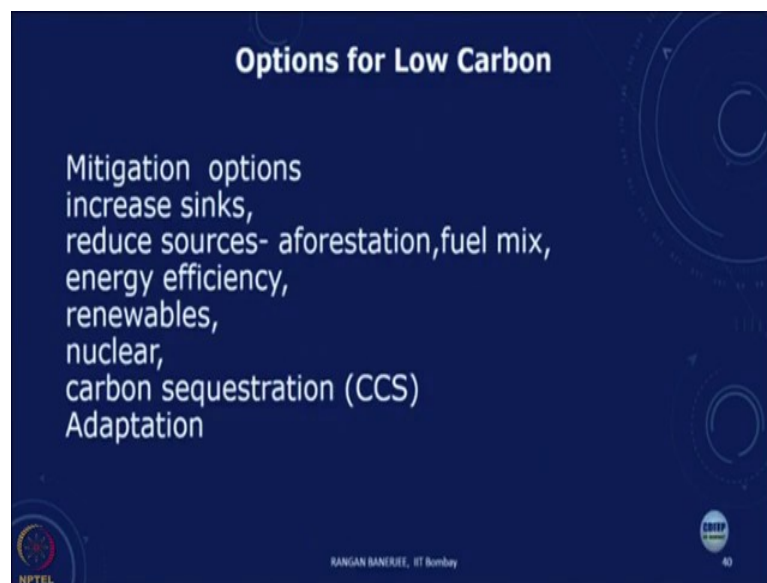 Options for Low Carbon
Mitigation options
increase sinks,
reduce sources- aforestation,fuel mix,
energy efficiency,
renewables,
nuclear,
carbon sequestration (CCS)
Adaptation
NPTEL
RANGAN BANERJEE, IIT Bombay
CDEEP
40